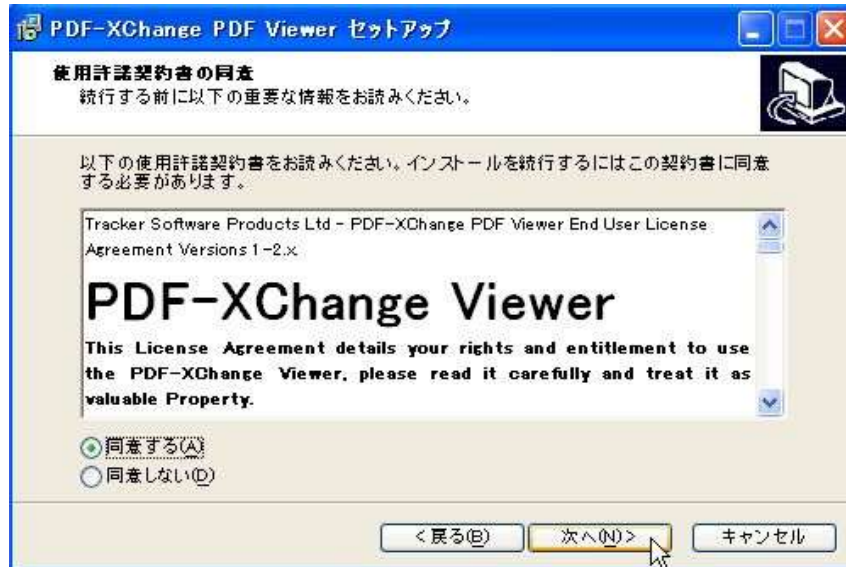 PDF-XChange PDF Viewer セットアップ
使用許諾契約書の同意
続行する前に以下の重要な情報をお読みください。
以下の使用許諾契約書をお読みください。インストールを続行するにはこの契約書に同意
する必要があります。
Tracker Software Products Ltd - PDF-XChange PDF Viewer End User License
Agreement Versions 1-2.x
PDF-XChange Viewer
This License Agreement details your rights and entitlement to use
the PDF-XChange Viewer, please read it carefully and treat it as
valuable Property.
同意する(A)
同意しない(D)
< 戻る(B) 次へ(N) > キャンセル